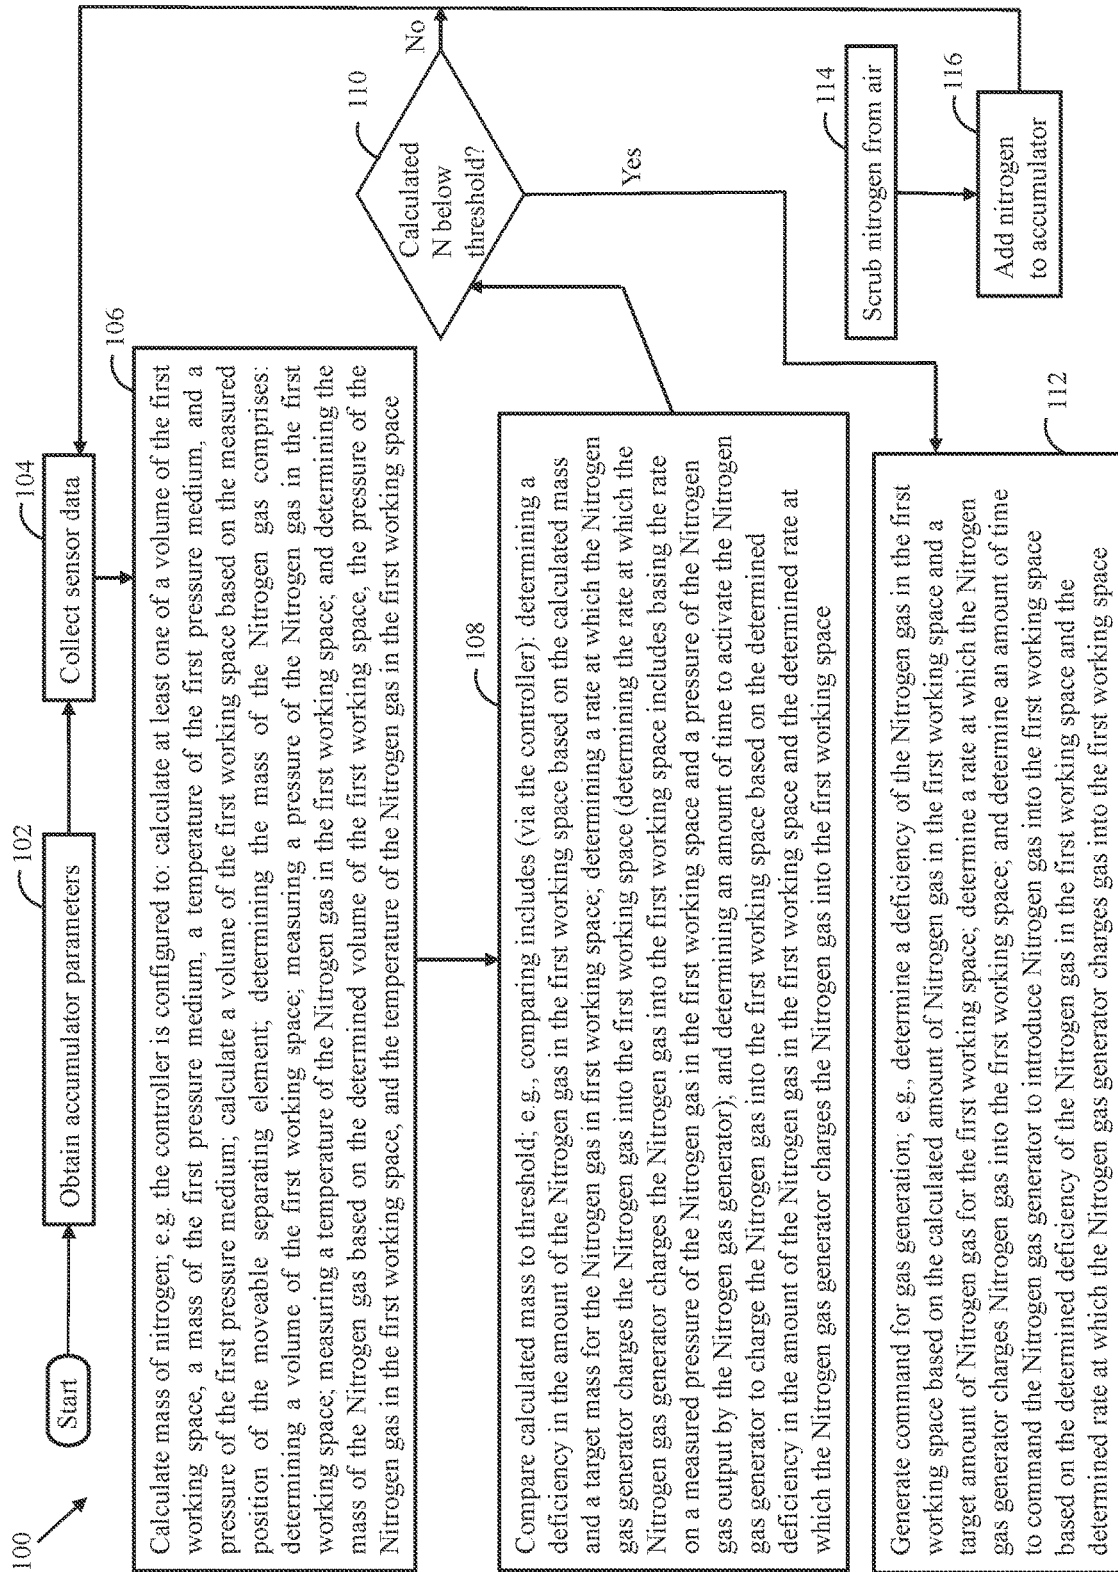 100
Start
102
Obtain accumulator parameters
104
Collect sensor data
106
Calculate mass of nitrogen; e.g. the controller is configured to: calculate at least one of a volume of the first
working space, a mass of the first pressure medium, a temperature of the first pressure medium, and a
pressure of the first pressure medium; calculate a volume of the first working space based on the measured
position of the moveable separating element; determining the mass of the Nitrogen gas comprises:
determining a volume of the first working space; measuring a pressure of the Nitrogen gas in the first
working space; measuring a temperature of the Nitrogen gas in the first working space; and determining the
mass of the Nitrogen gas based on the determined volume of the first working space, the pressure of the
Nitrogen gas in the first working space, and the temperature of the Nitrogen gas in the first working space
108
Compare calculated mass to threshold; e.g., comparing includes (via the controller): determining a
deficiency in the amount of the Nitrogen gas in the first working space based on the calculated mass
and a target mass for the Nitrogen gas in first working space; determining a rate at which the Nitrogen
gas generator charges the Nitrogen gas into the first working space (determining the rate at which the
Nitrogen gas generator charges the Nitrogen gas into the first working space includes basing the rate
on a measured pressure of the Nitrogen gas in the first working space and a pressure of the Nitrogen
gas output by the Nitrogen gas generator); and determining an amount of time to activate the Nitrogen
gas generator to charge the Nitrogen gas into the first working space based on the determined
deficiency in the amount of the Nitrogen gas in the first working space and the determined rate at
which the Nitrogen gas generator charges the Nitrogen gas into the first working space
110
Calculated
N below
threshold?
No
Yes
112
Generate command for gas generation; e.g., determine a deficiency of the Nitrogen gas in the first
working space based on the calculated amount of Nitrogen gas in the first working space and a
target amount of Nitrogen gas for the first working space; determine a rate at which the Nitrogen
gas generator charges Nitrogen gas into the first working space; and determine an amount of time
to command the Nitrogen gas generator to introduce Nitrogen gas into the first working space
based on the determined deficiency of the Nitrogen gas in the first working space and the
determined rate at which the Nitrogen gas generator charges gas into the first working space
114
Scrub nitrogen from air
116
Add nitrogen
to accumulator